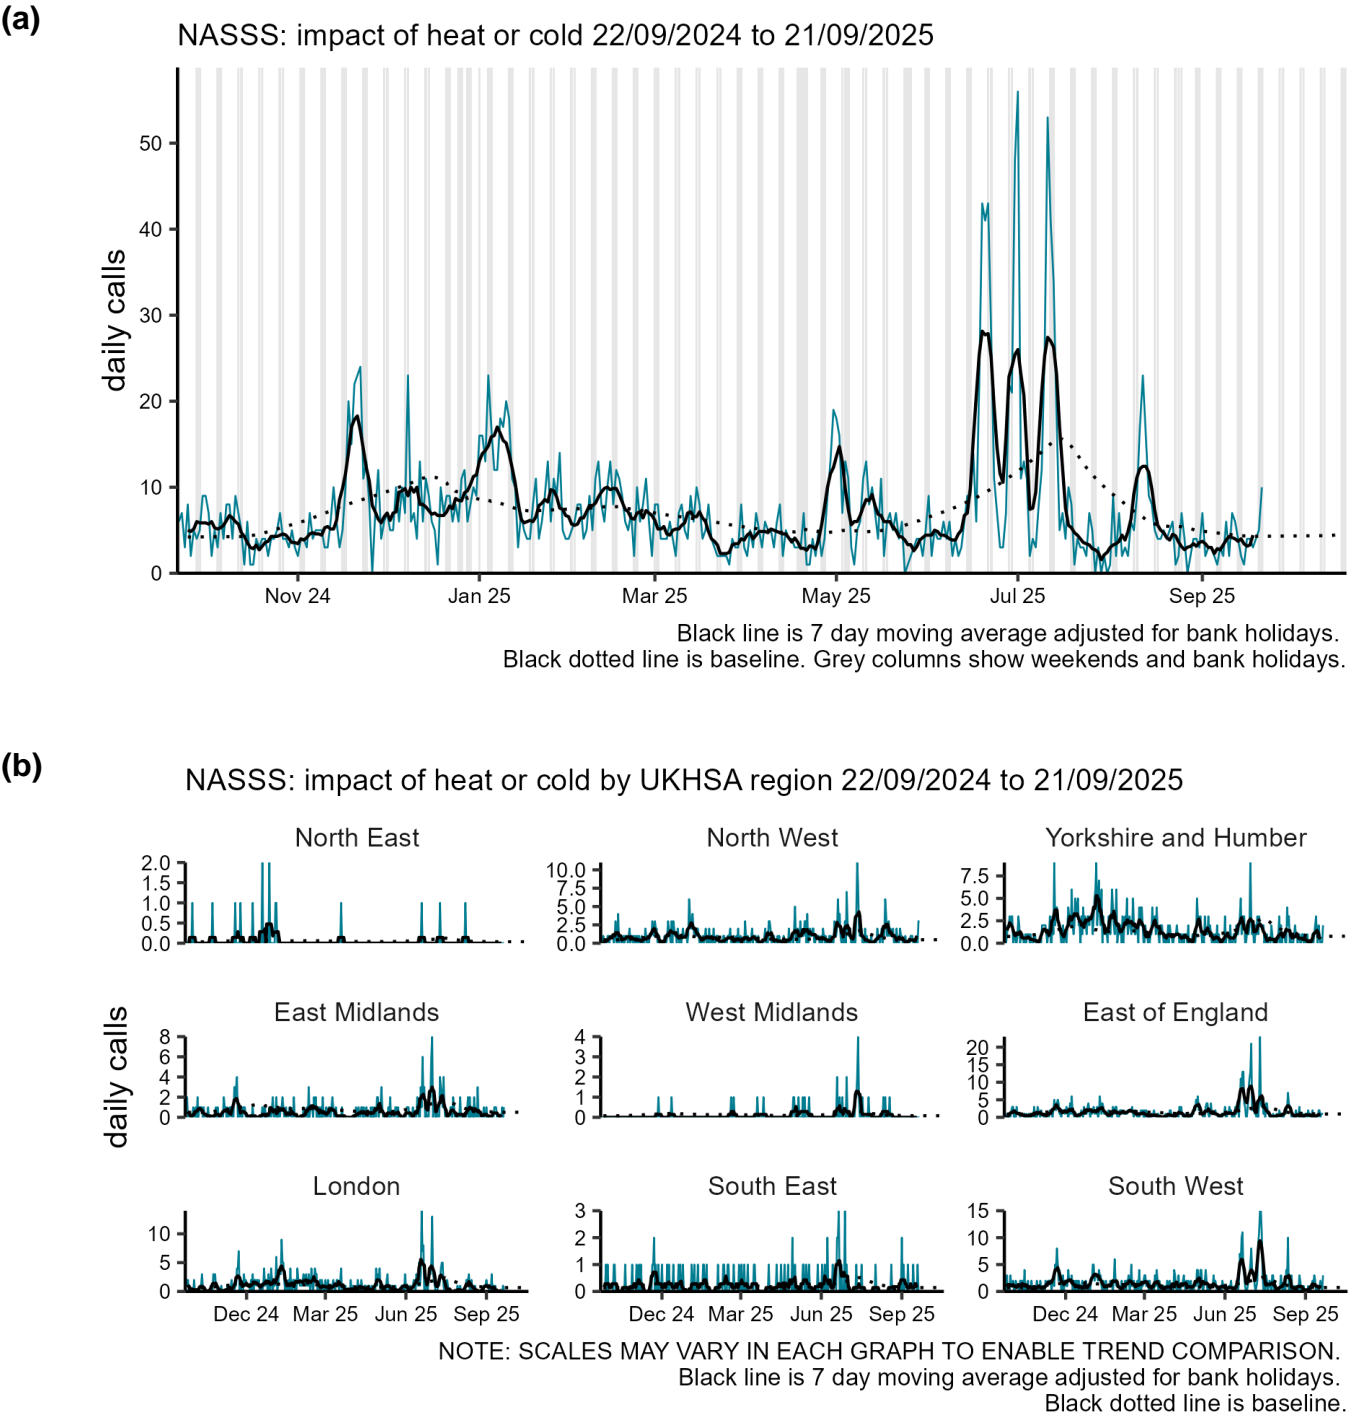 (a)
NASSS: impact of heat or cold 22/09/2024 to 21/09/2025
daily calls
50
40
30
20
10
0
Nov 24 Jan 25 Mar 25 May 25 Jul 25 Sep 25
Black line is 7 day moving average adjusted for bank holidays.
Black dotted line is baseline. Grey columns show weekends and bank holidays.
(b)
NASSS: impact of heat or cold by UKHSA region 22/09/2024 to 21/09/2025
daily calls
North East
2.0
1.5
1.0
0.5
0.0
North West
10.0
7.5
5.0
2.5
0.0
Yorkshire and Humber
7.5
5.0
2.5
0.0
East Midlands
8
6
4
2
0
West Midlands
4
3
2
1
0
East of England
20
15
10
5
0
London
10
5
0
Dec 24 Mar 25 Jun 25 Sep 25
South East
3
2
1
0
Dec 24 Mar 25 Jun 25 Sep 25
South West
15
10
5
0
Dec 24 Mar 25 Jun 25 Sep 25
NOTE: SCALES MAY VARY IN EACH GRAPH TO ENABLE TREND COMPARISON.
Black line is 7 day moving average adjusted for bank holidays.
Black dotted line is baseline.